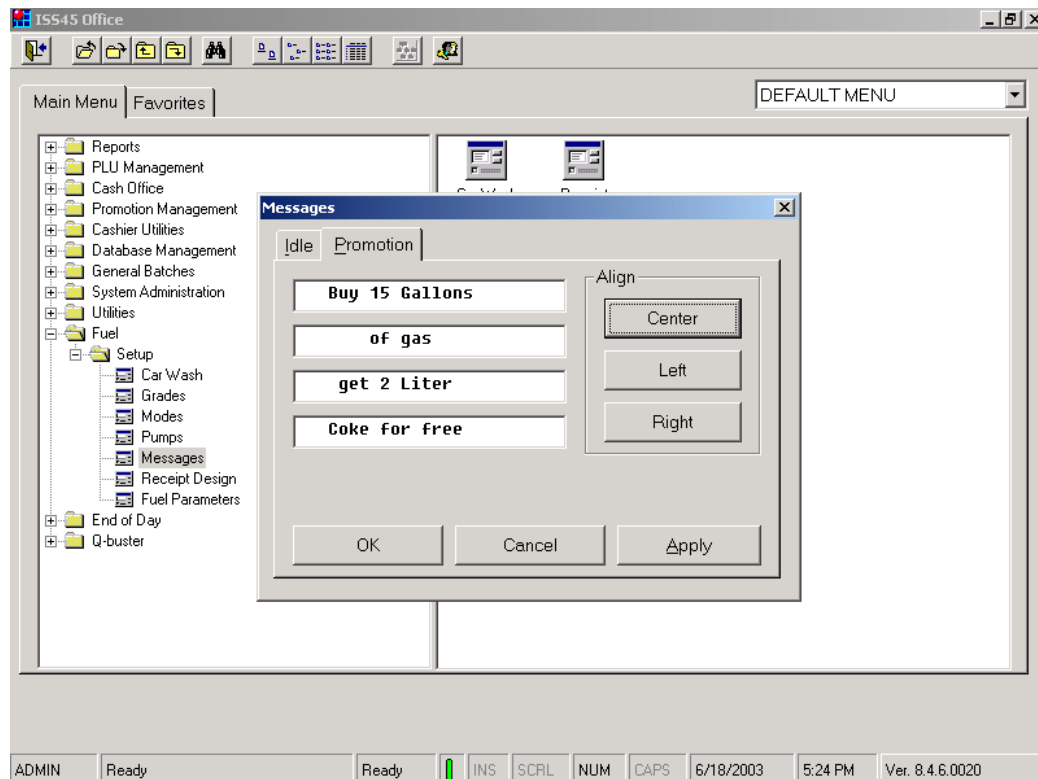 ISS45 Office
Main Menu
Favorites
DEFAULT MENU
Reports
PLU Management
Cash Office
Promotion Management
Cashier Utilities
Database Management
General Batches
System Administration
Utilities
Fuel
Setup
Car Wash
Grades
Modes
Pumps
Messages
Receipt Design
Fuel Parameters
End of Day
Q-buster
Messages
Idle
Promotion
Buy 15 Gallons
of gas
get 2 Liter
Coke for free
Align
Center
Left
Right
OK
Cancel
Apply
ADMIN
Ready
Ready
INS
SCRL
NUM
CAPS
6/18/2003
5:24 PM
Ver. 8.4.6.0020